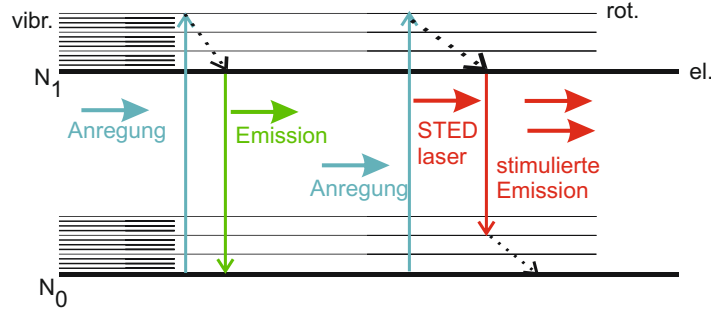 vibr.
rot.
N1
el.
Anregung
Emission
Anregung
STED
laser
stimulierte
Emission
N0